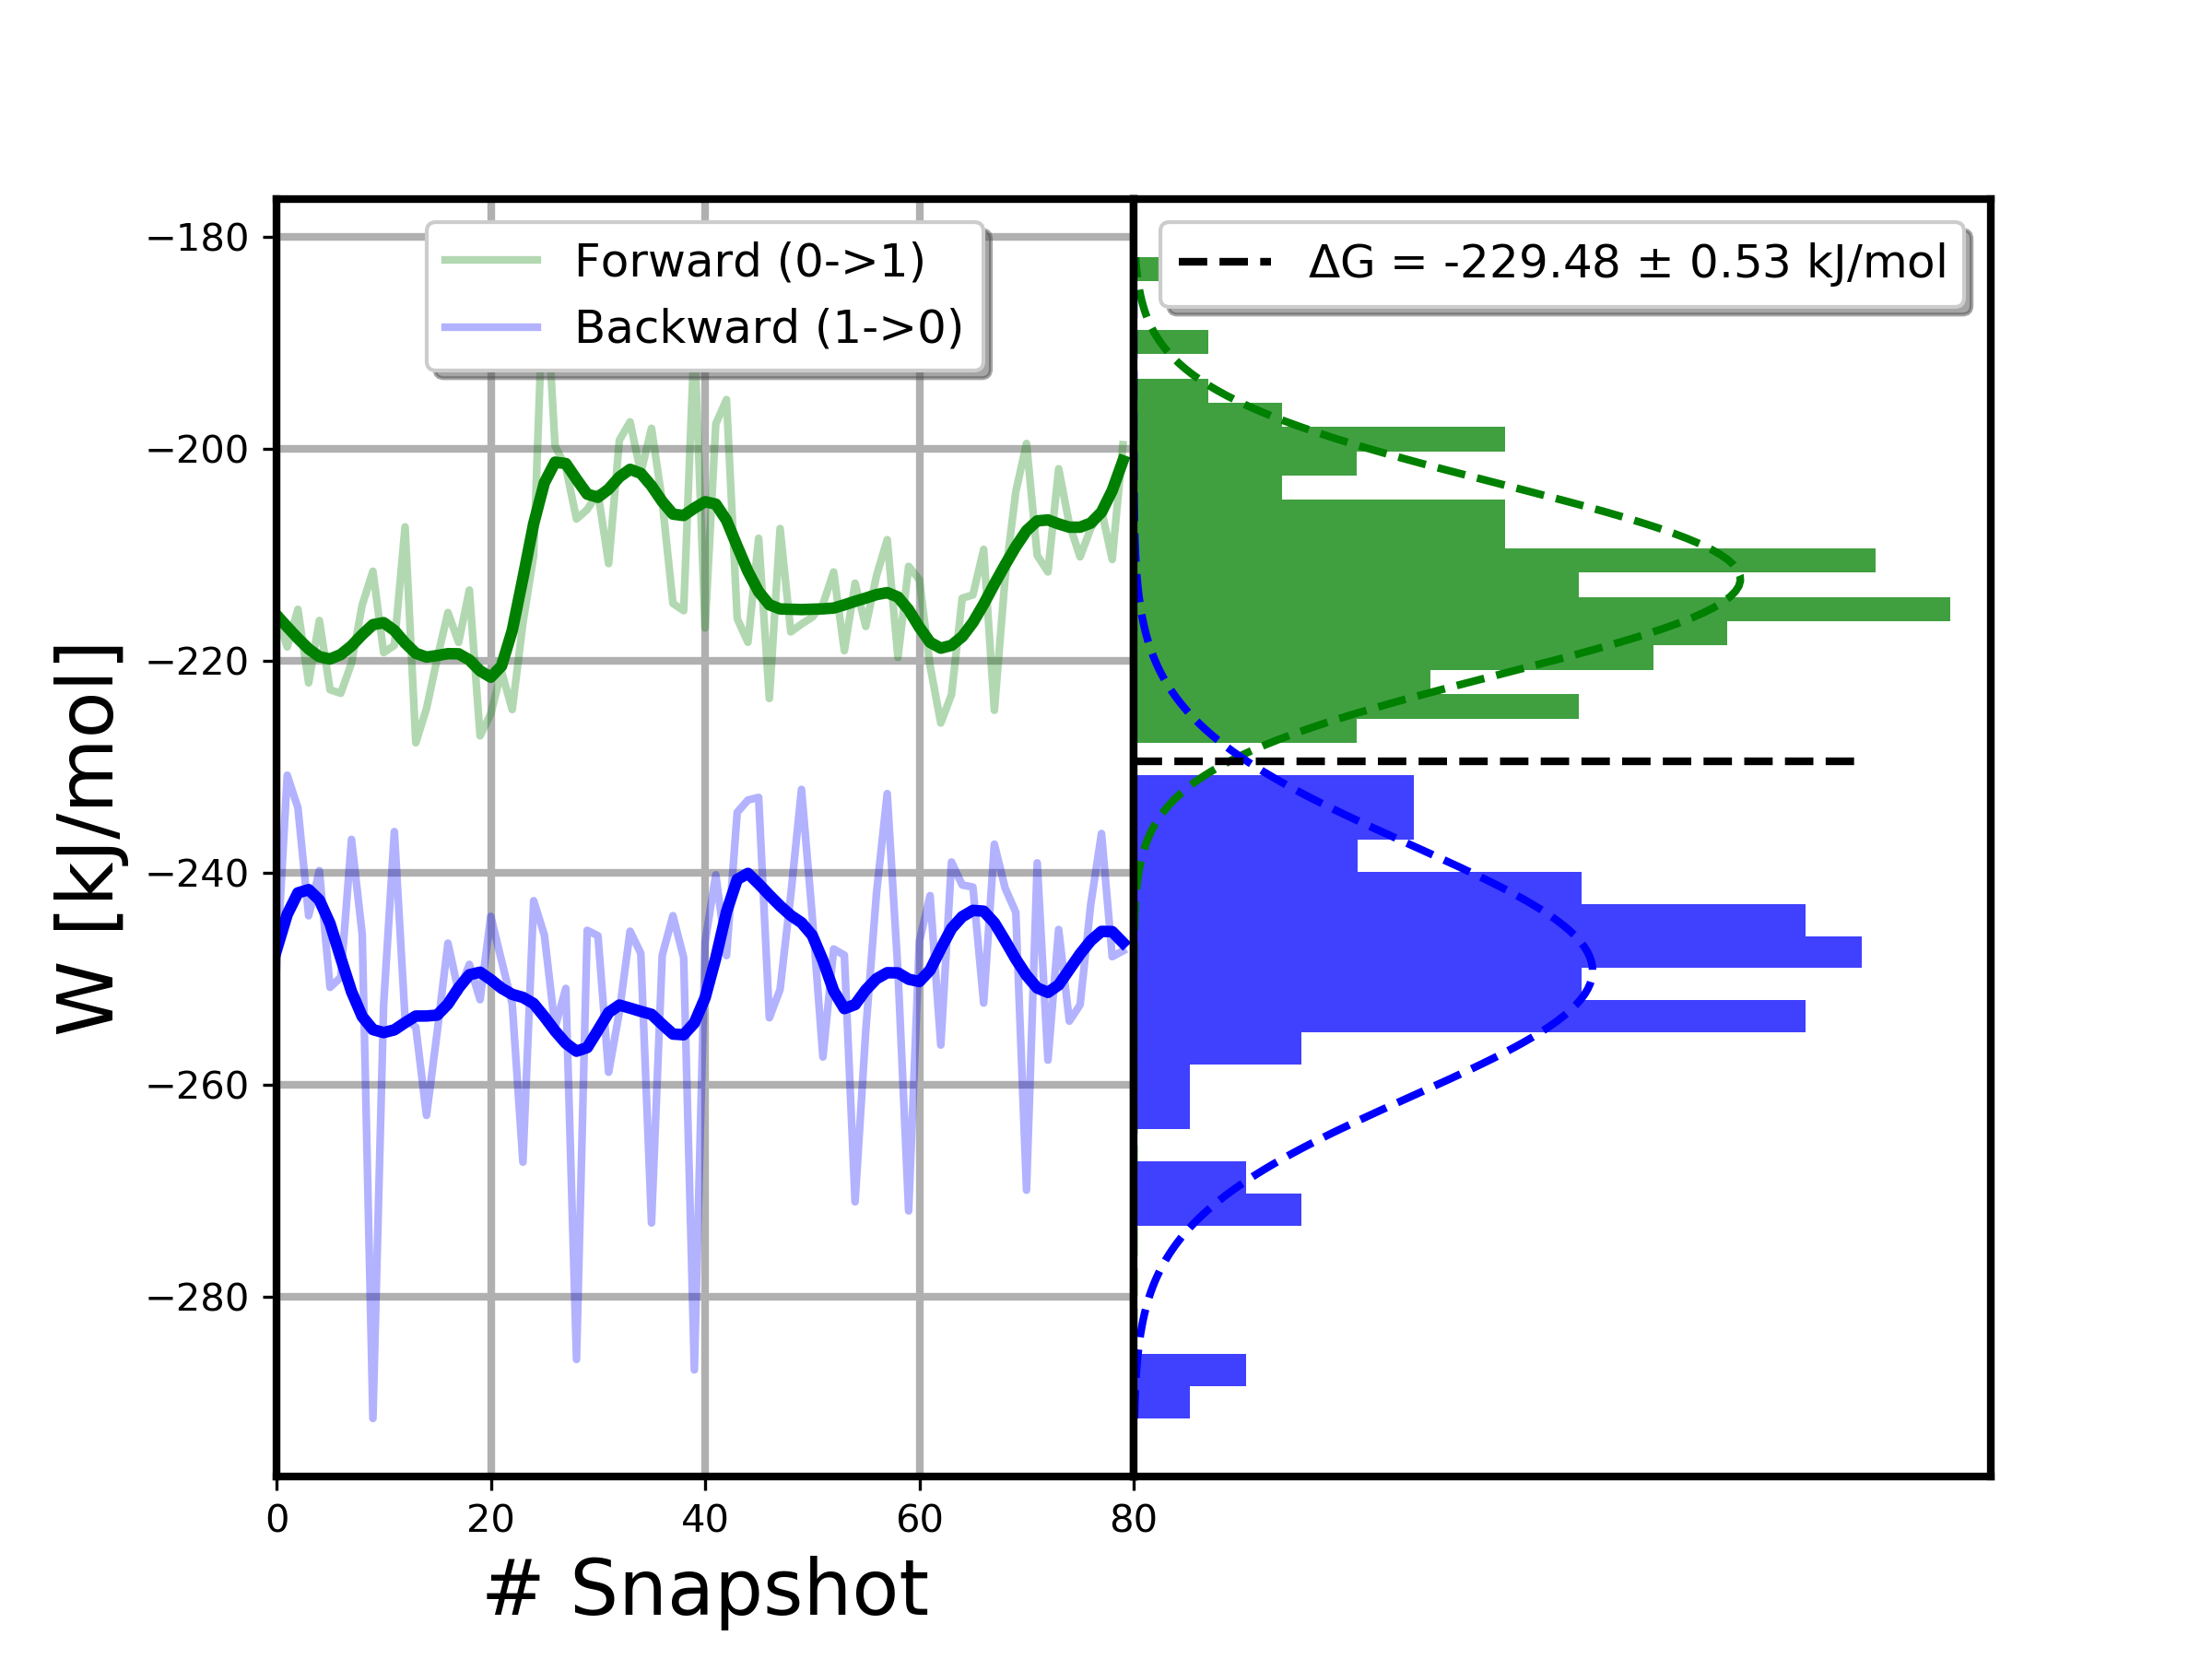 Forward (0->1)
Backward (1->0)
ΔG = -229.48 ± 0.53 kJ/mol
−180
−200
−220
−240
−260
−280
W [kJ/mol]
0
20
40
60
80
# Snapshot